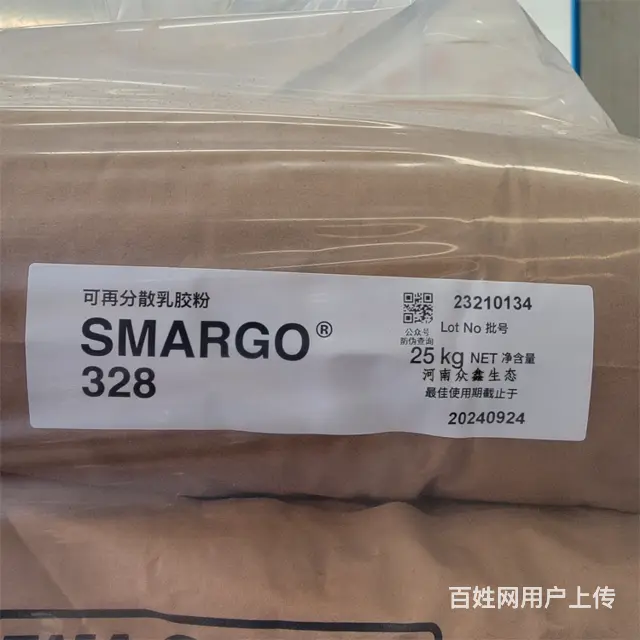 可再分散乳胶粉
SMARGO®
328
公众号
防伪查询
23210134
Lot No 批号
25 kg NET 净含量
河南众鑫生态
最佳使用期截止于
20240924
百姓网用户上传